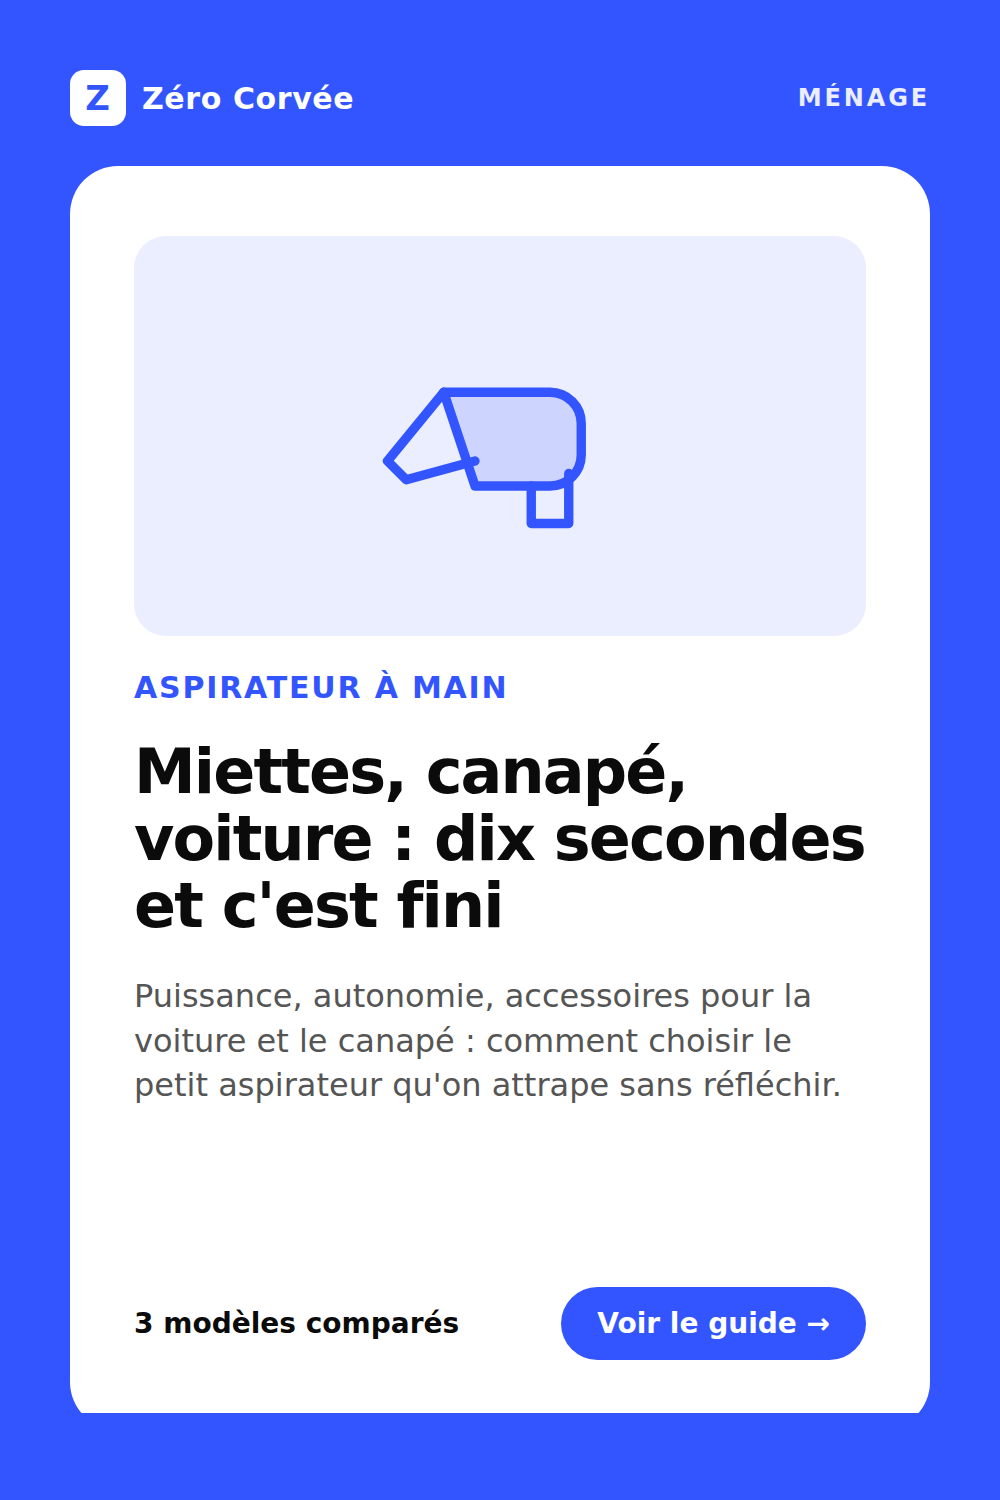 Z Zéro Corvée
MÉNAGE
ASPIRATEUR À MAIN
Miettes, canapé,
voiture : dix secondes
et c'est fini
Puissance, autonomie, accessoires pour la
voiture et le canapé : comment choisir le
petit aspirateur qu'on attrape sans réfléchir.
3 modèles comparés
Voir le guide →